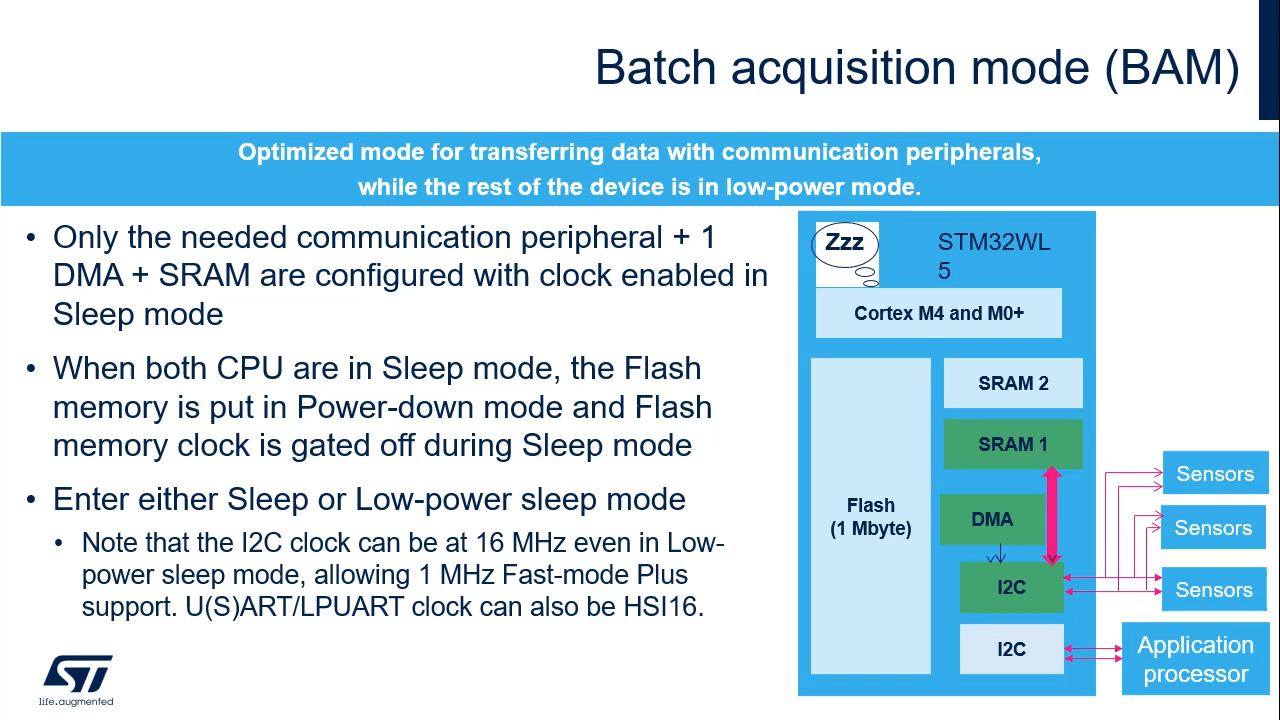 Batch acquisition mode (BAM)
Optimized mode for transferring data with communication peripherals,
while the rest of the device is in low-power mode.
• Only the needed communication peripheral + 1
DMA + SRAM are configured with clock enabled in
Sleep mode
• When both CPU are in Sleep mode, the Flash
memory is put in Power-down mode and Flash
memory clock is gated off during Sleep mode
• Enter either Sleep or Low-power sleep mode
• Note that the I2C clock can be at 16 MHz even in Low-
power sleep mode, allowing 1 MHz Fast-mode Plus
support. U(S)ART/LPUART clock can also be HSI16.
Zzz
STM32WL
5
Cortex M4 and M0+
Flash
(1 Mbyte)
SRAM 2
SRAM 1
DMA
I2C
I2C
Sensors
Sensors
Sensors
Application
processor
ST
life.augmented